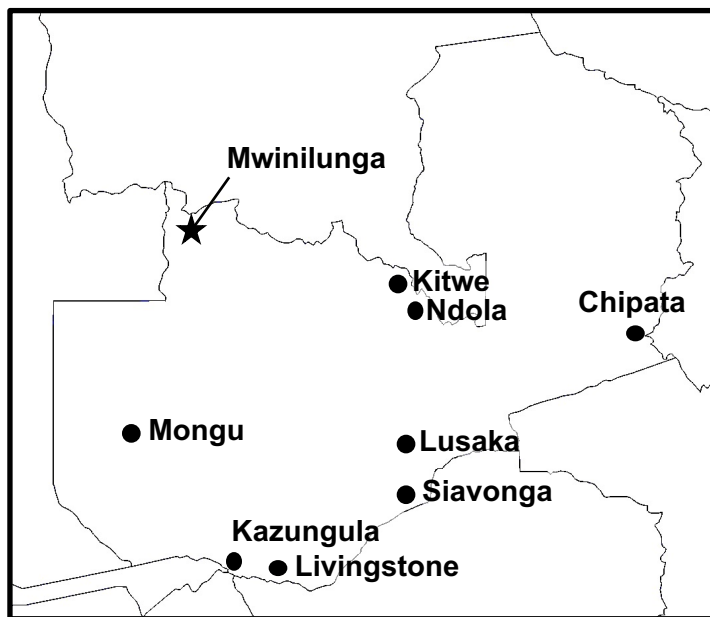 Mwinilunga
Kitwe
Ndola
Chipata
Mongu
Lusaka
Siavonga
Kazungula
Livingstone